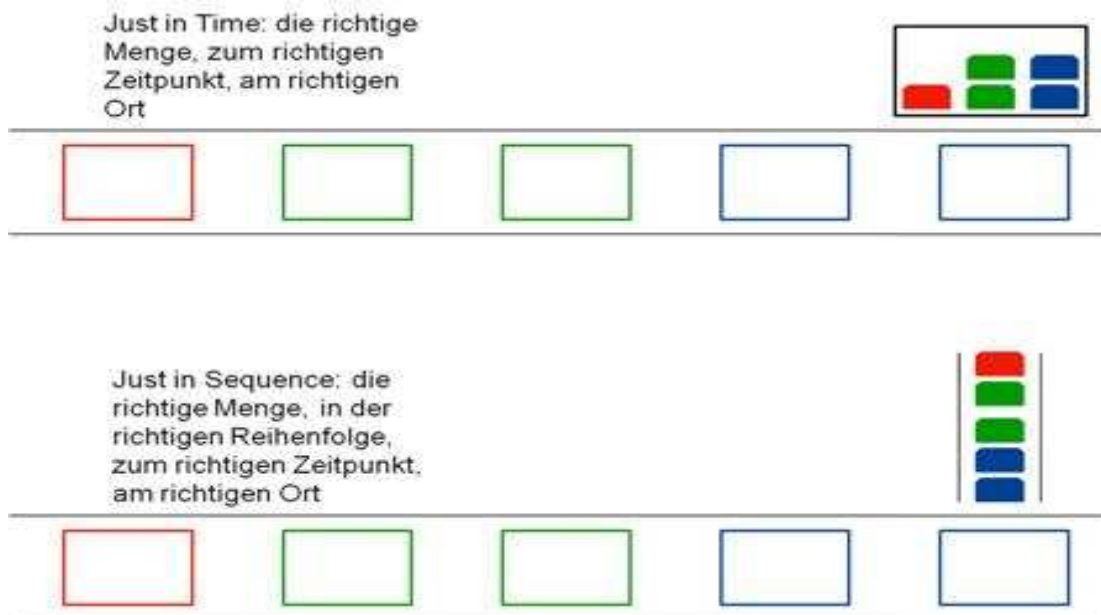 Just in Time: die richtige
Menge, zum richtigen
Zeitpunkt, am richtigen
Ort
Just in Sequence: die
richtige Menge, in der
richtigen Reihenfolge,
zum richtigen Zeitpunkt,
am richtigen Ort